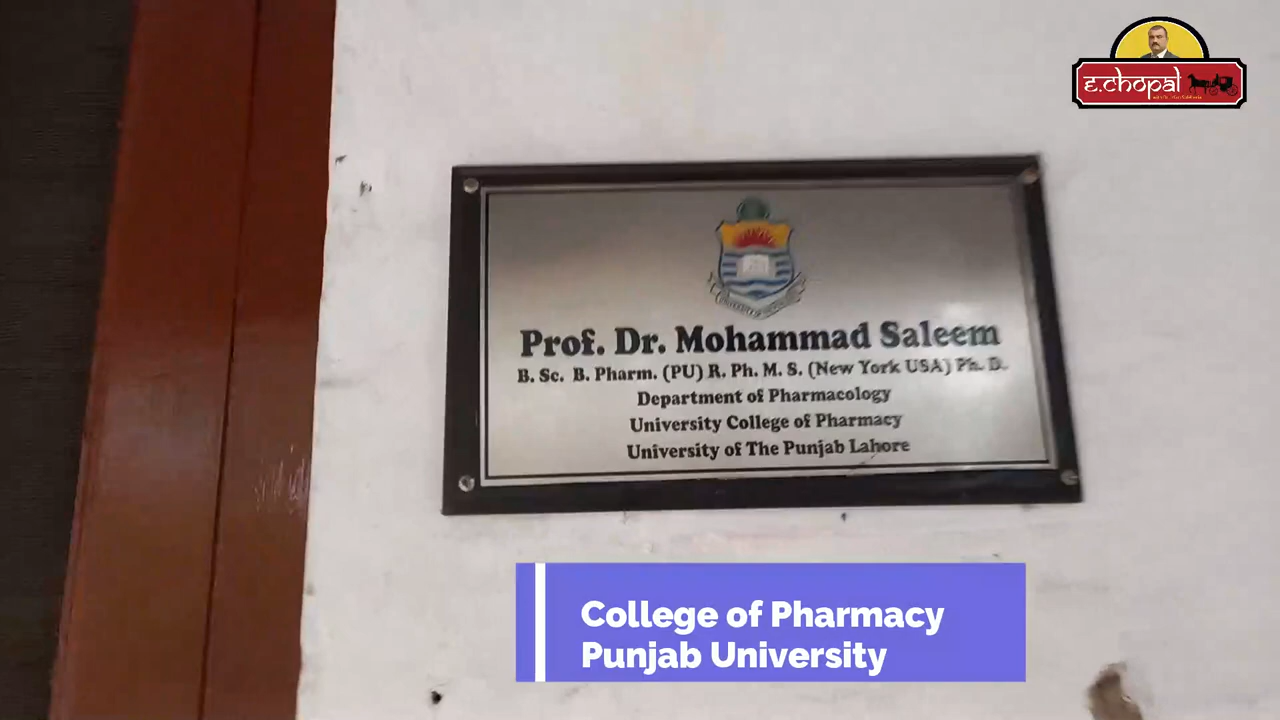 ε.chopal
Prof. Dr. Mohammad Saleem
B. Sc. B. Pharm. (PU) R. Ph. M. S. (New York USA) Ph. D.
Department of Pharmacology
University College of Pharmacy
University of The Punjab Lahore
College of Pharmacy
Punjab University